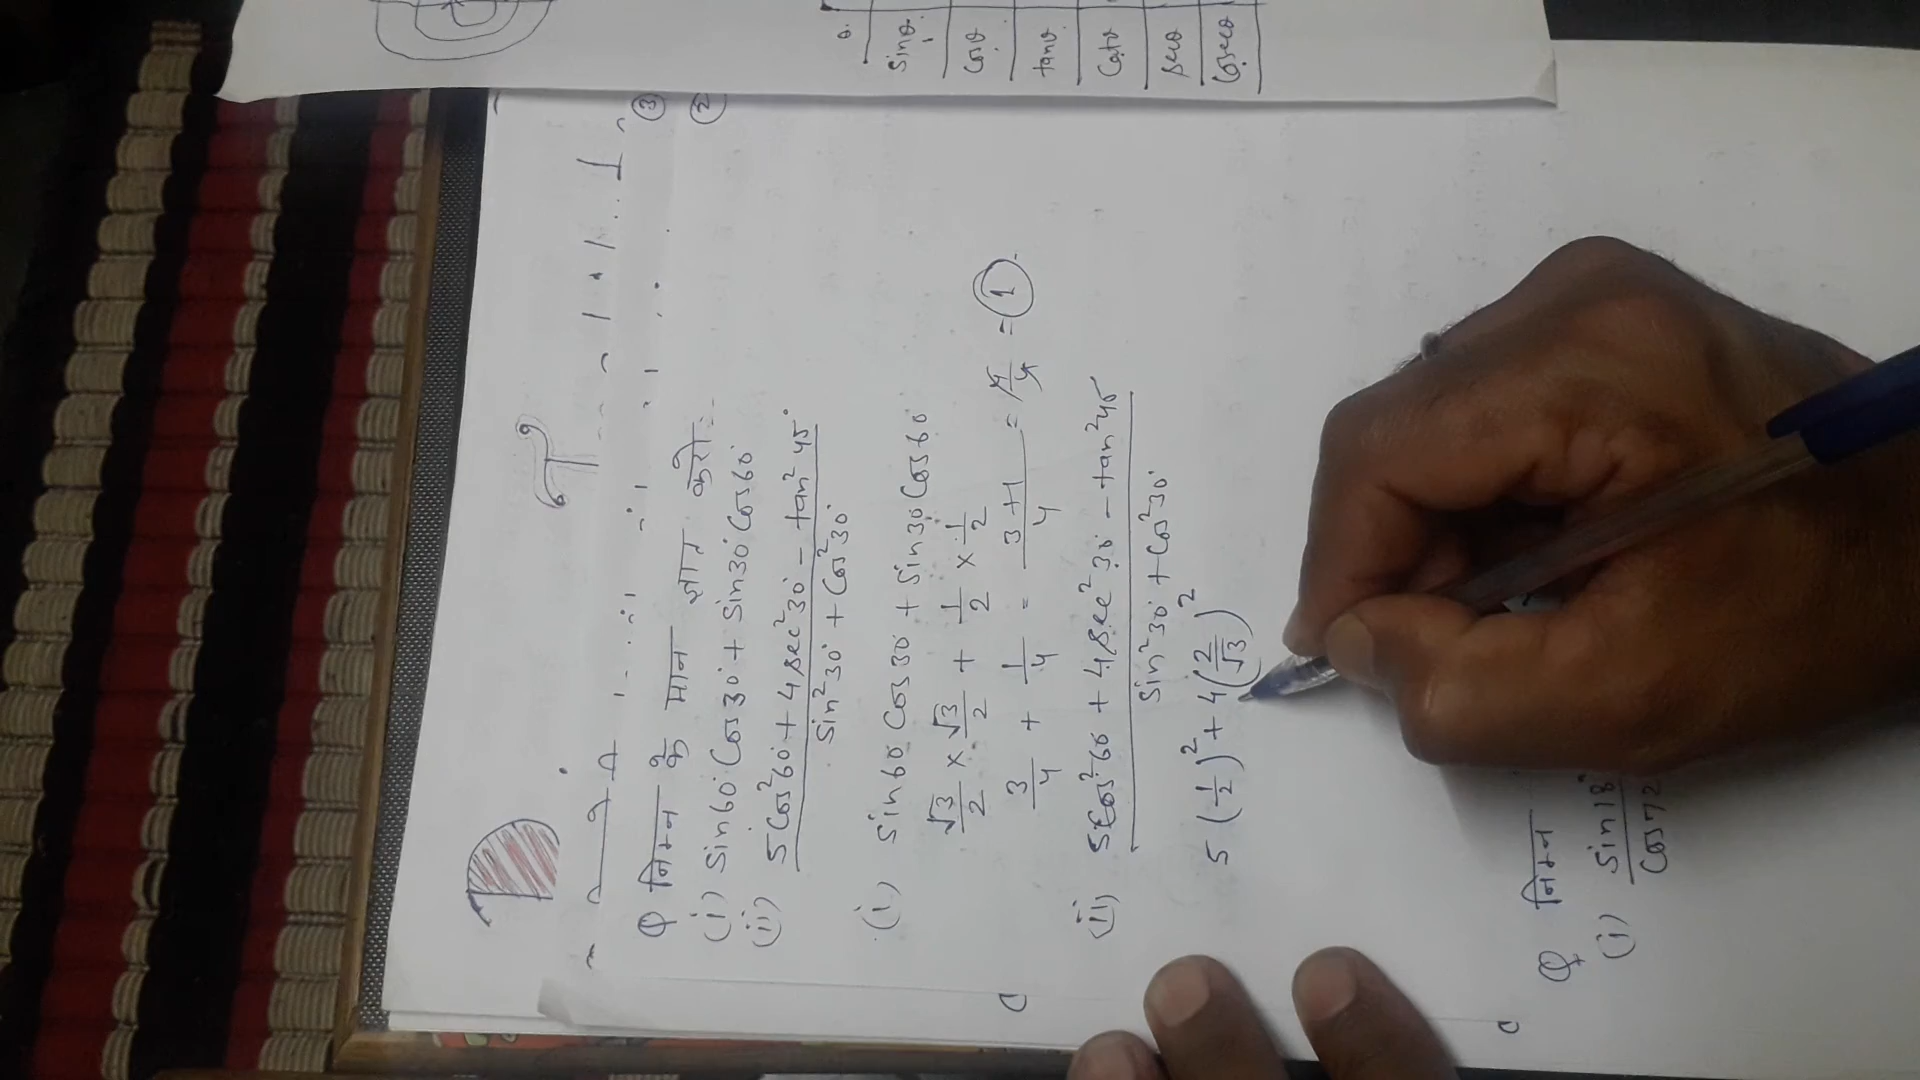 θ.
Sinθ
Cosθ
tanθ
Cotθ
secθ
Cosecθ
③
②
Q निम्न के मान ज्ञात करो:-
(i) Sin60° Cos30° + Sin30° Cos60°
(ii) 5Cos²60° + 4sec²30° - tan²45°
Sin²30° + Cos²30°
(i) Sin60 Cos30 + Sin30 Cos60
√3/2 × √3/2 + 1/2 × 1/2
3/4 + 1/4 = 3+1/4 = 4/4 = 1
(ii) 5Cos²60 + 4sec²30 - tan²45
Sin²30 + Cos²30
5(1/2)² + 4(2/√3)²
Q निम्न
(i) Sin18°
Cos72